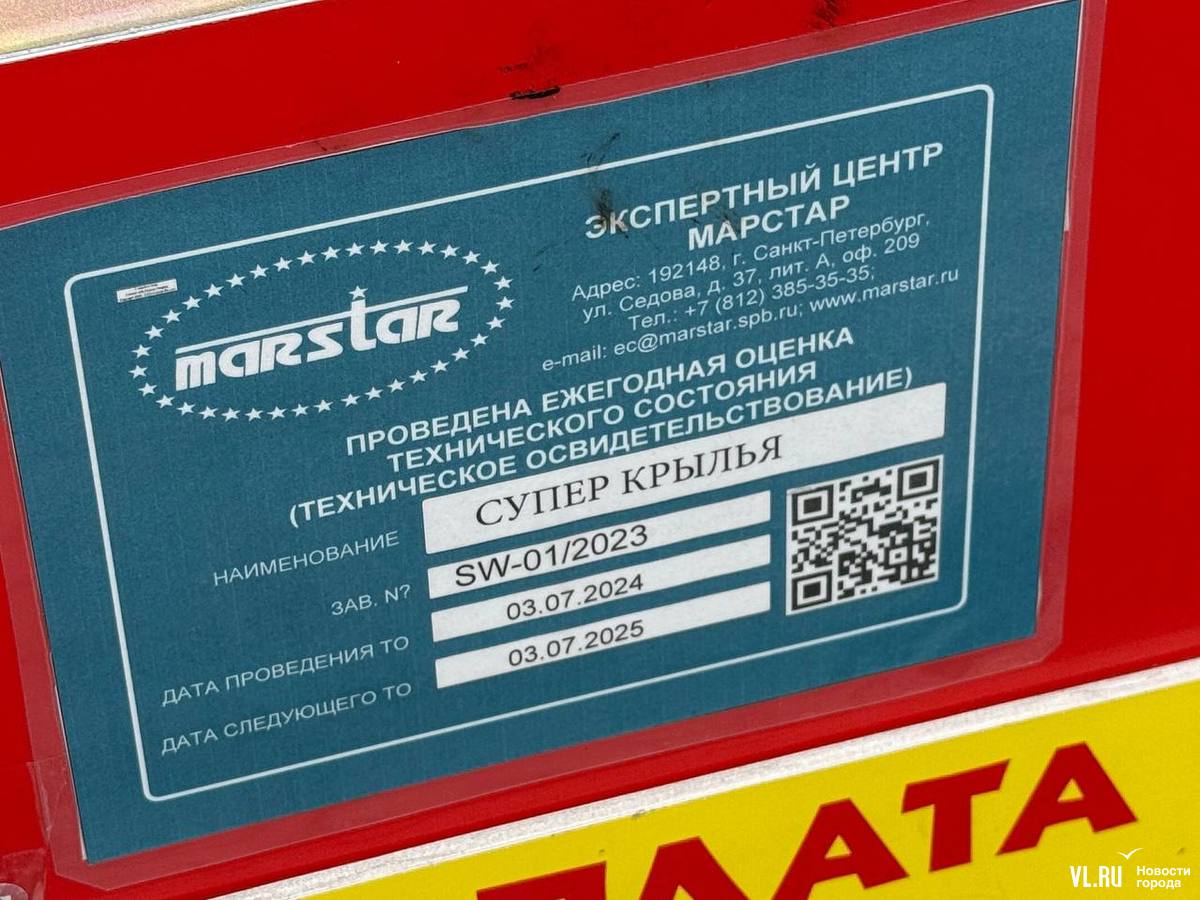 marstar
ЭКСПЕРТНЫЙ ЦЕНТР
МАРСТАР
Адрес: 192148, г. Санкт-Петербург,
ул. Седова, д. 37, лит. А, оф. 209
Тел.: +7 (812) 385-35-35;
e-mail: ec@marstar.spb.ru; www.marstar.ru
ПРОВЕДЕНА ЕЖЕГОДНАЯ ОЦЕНКА
ТЕХНИЧЕСКОГО СОСТОЯНИЯ
(ТЕХНИЧЕСКОЕ ОСВИДЕТЕЛЬСТВОВАНИЕ)
НАИМЕНОВАНИЕ СУПЕР КРЫЛЬЯ
ЗАВ. N? SW-01/2023
ДАТА ПРОВЕДЕНИЯ ТО 03.07.2024
ДАТА СЛЕДУЮЩЕГО ТО 03.07.2025
VL.RU Новости
города